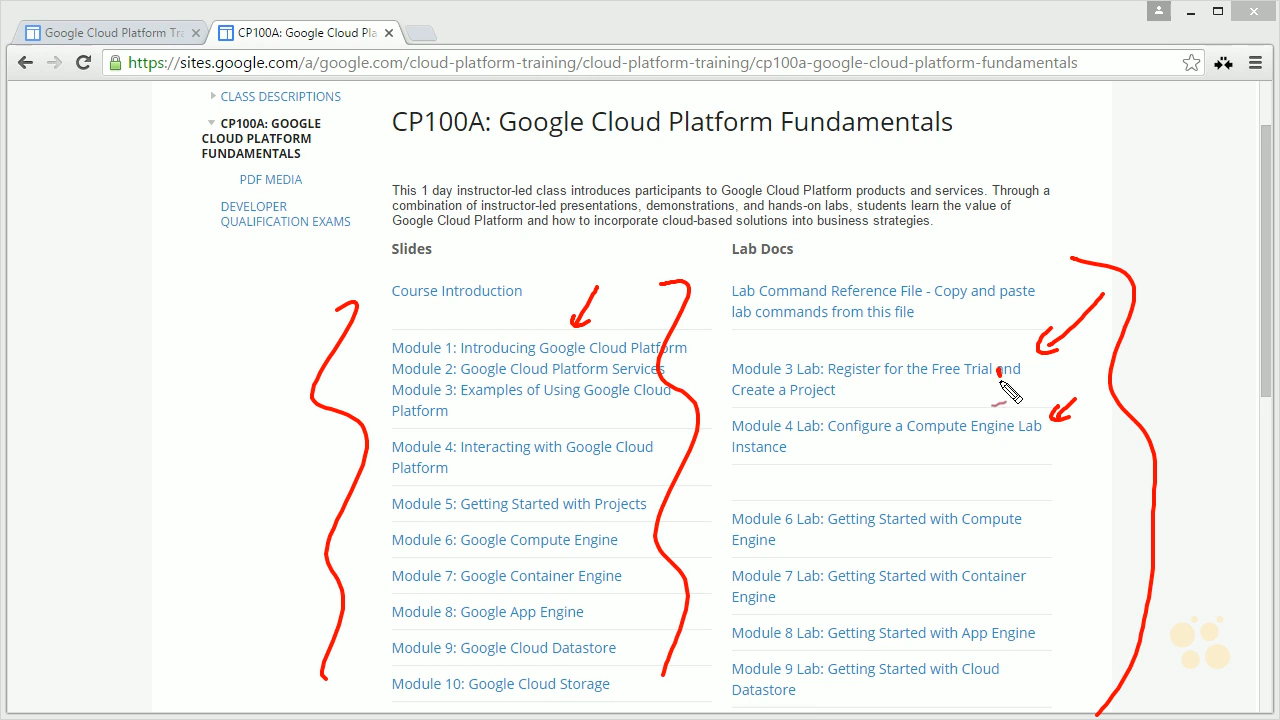 Google Cloud Platform Tra
CP100A: Google Cloud Pla
https://sites.google.com/a/google.com/cloud-platform-training/cloud-platform-training/cp100a-google-cloud-platform-fundamentals
CLASS DESCRIPTIONS
CP100A: GOOGLE
CLOUD PLATFORM
FUNDAMENTALS
PDF MEDIA
DEVELOPER
QUALIFICATION EXAMS
CP100A: Google Cloud Platform Fundamentals
This 1 day instructor-led class introduces participants to Google Cloud Platform products and services. Through a
combination of instructor-led presentations, demonstrations, and hands-on labs, students learn the value of
Google Cloud Platform and how to incorporate cloud-based solutions into business strategies.
Slides
Course Introduction
Module 1: Introducing Google Cloud Platform
Module 2: Google Cloud Platform Services
Module 3: Examples of Using Google Cloud
Platform
Module 4: Interacting with Google Cloud
Platform
Module 5: Getting Started with Projects
Module 6: Google Compute Engine
Module 7: Google Container Engine
Module 8: Google App Engine
Module 9: Google Cloud Datastore
Module 10: Google Cloud Storage
Lab Docs
Lab Command Reference File - Copy and paste
lab commands from this file
Module 3 Lab: Register for the Free Trial and
Create a Project
Module 4 Lab: Configure a Compute Engine Lab
Instance
Module 6 Lab: Getting Started with Compute
Engine
Module 7 Lab: Getting Started with Container
Engine
Module 8 Lab: Getting Started with App Engine
Module 9 Lab: Getting Started with Cloud
Datastore